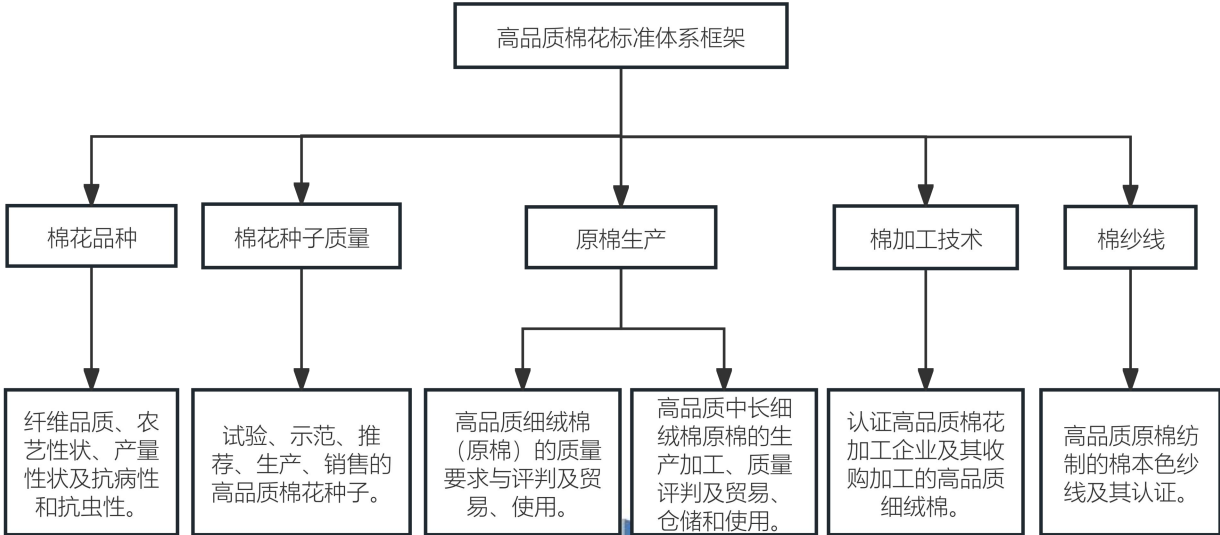 高品质棉花标准体系框架
棉花品种
棉花种子质量
原棉生产
棉加工技术
棉纱线
纤维品质、农
艺性状、产量
性状及抗病性
和抗虫性。
试验、示范、推
荐、生产、销售的
高品质棉花种子。
高品质细绒棉
（原棉）的质量
要求与评判及贸
易、使用。
高品质中长细
绒棉原棉的生
产加工、质量
评判及贸易、
仓储和使用。
认证高品质棉花
加工企业及其收
购加工的高品质
细绒棉。
高品质原棉纺
制的棉本色纱
线及其认证。